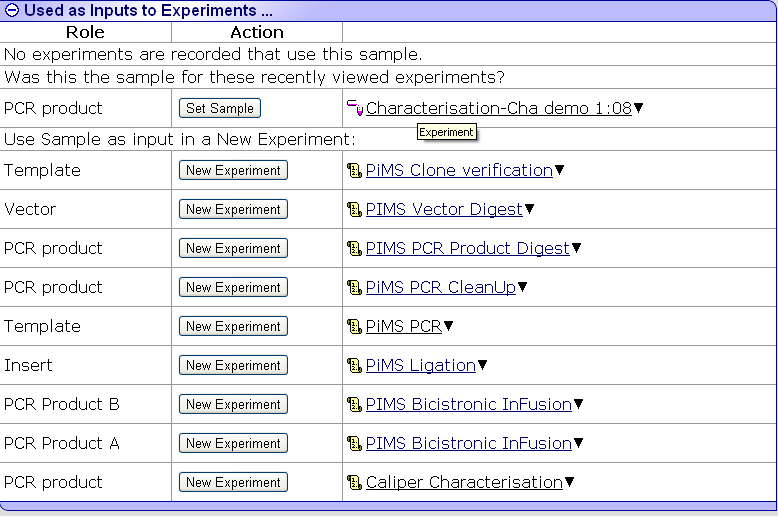 Used as Inputs to Experiments ...
Role Action
No experiments are recorded that use this sample.
Was this the sample for these recently viewed experiments?
PCR product Set Sample Characterisation-Cha demo 1:08
Experiment
Use Sample as input in a New Experiment:
Template New Experiment PiMS Clone verification
Vector New Experiment PIMS Vector Digest
PCR product New Experiment PIMS PCR Product Digest
PCR product New Experiment PiMS PCR CleanUp
Template New Experiment PiMS PCR
Insert New Experiment PiMS Ligation
PCR Product B New Experiment PIMS Bicistronic InFusion
PCR Product A New Experiment PIMS Bicistronic InFusion
PCR product New Experiment Caliper Characterisation